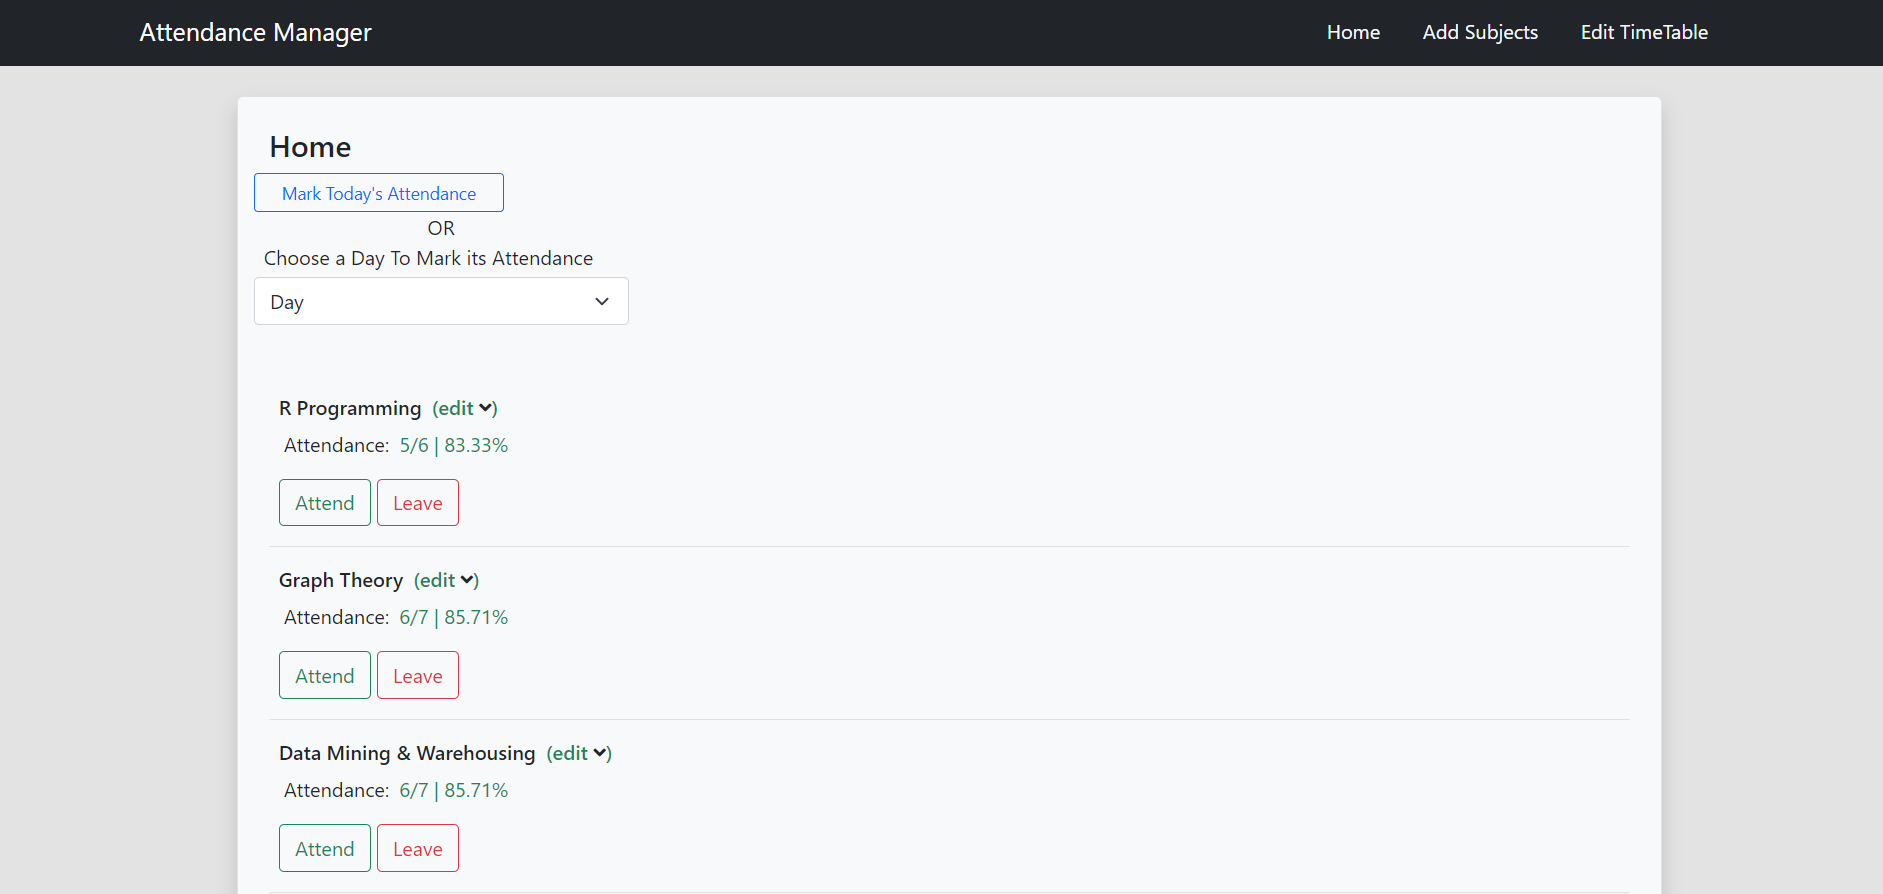 Attendance Manager Home Add Subjects Edit TimeTable
Home
Mark Today's Attendance
OR
Choose a Day To Mark its Attendance
Day
R Programming (edit)
Attendance: 5/6 | 83.33%
Attend Leave
Graph Theory (edit)
Attendance: 6/7 | 85.71%
Attend Leave
Data Mining & Warehousing (edit)
Attendance: 6/7 | 85.71%
Attend Leave